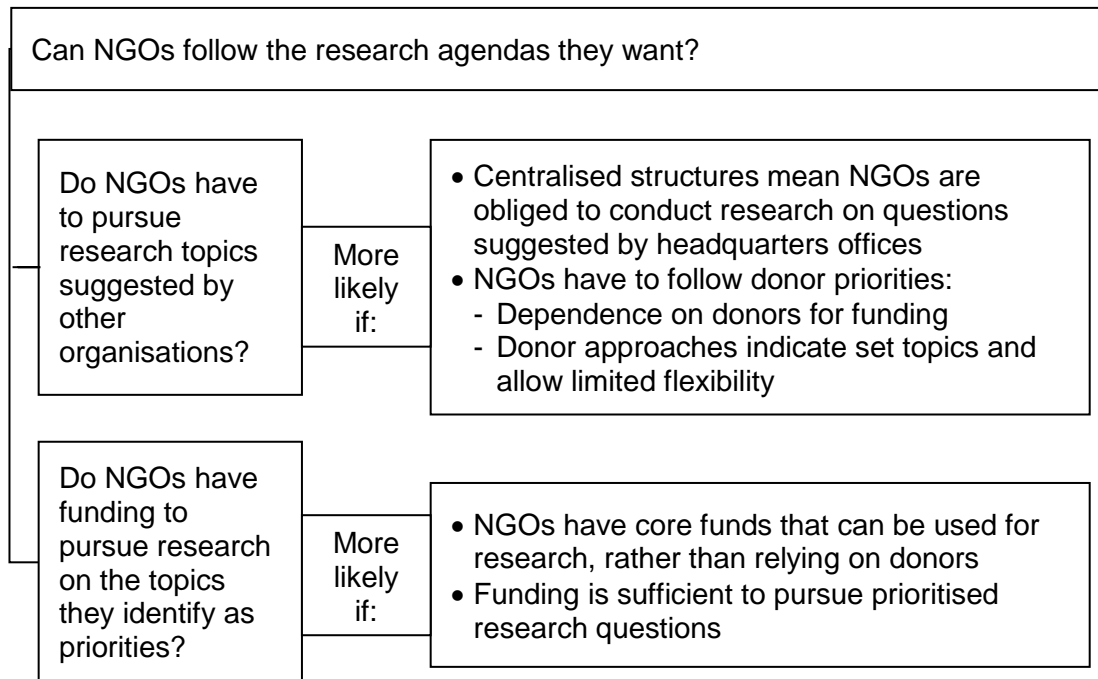 Can NGOs follow the research agendas they want?
Do NGOs have
to pursue
research topics
suggested by
other
organisations?
More
likely
if:
• Centralised structures mean NGOs are
obliged to conduct research on questions
suggested by headquarters offices
• NGOs have to follow donor priorities:
- Dependence on donors for funding
- Donor approaches indicate set topics and
allow limited flexibility
Do NGOs have
funding to
pursue research
on the topics
they identify as
priorities?
More
likely
if:
• NGOs have core funds that can be used for
research, rather than relying on donors
• Funding is sufficient to pursue prioritised
research questions